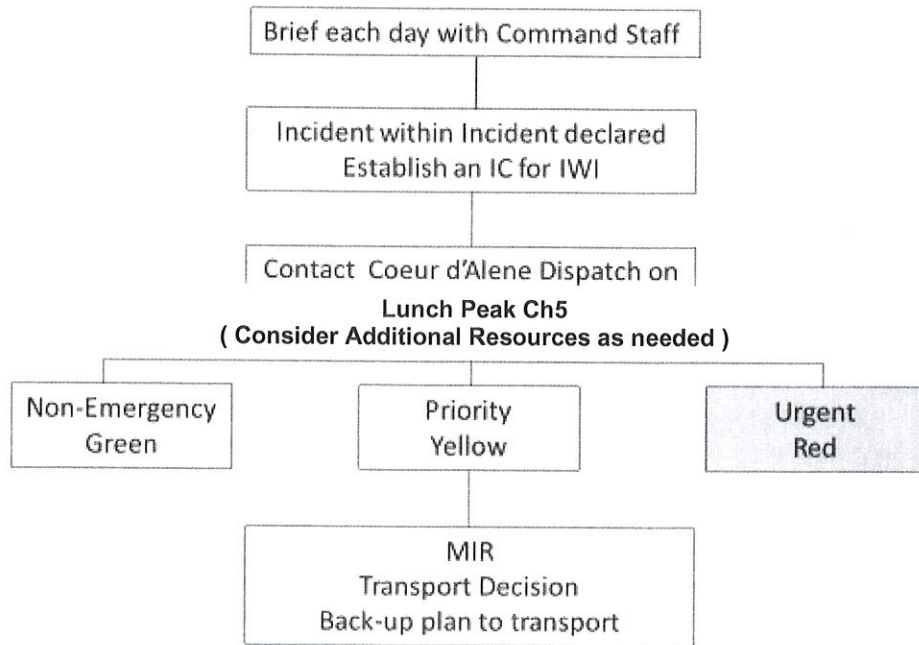 Brief each day with Command Staff
Incident within Incident declared
Establish an IC for IWI
Contact Coeur d'Alene Dispatch on
Lunch Peak Ch5
( Consider Additional Resources as needed )
Non-Emergency
Green
Priority
Yellow
Urgent
Red
MIR
Transport Decision
Back-up plan to transport